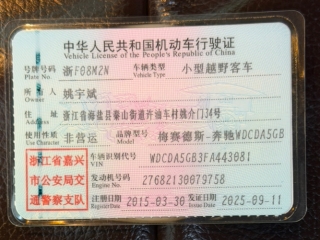 中华人民共和国机动车行驶证
Vehicle License of the People's Republic of China
号牌号码 浙F08M2N 车辆类型 小型越野客车
Plate No. Vehicle Type
所有人 姚宇斌
Owner
住址 浙江省海盐县秦山街道许油车村姚介门34号
Address
使用性质 非营运 品牌型号 梅赛德斯-奔驰WDCDA5GB
Use Character Model
浙江省嘉兴
市公安局交
通警察支队
车辆识别代号 WDCDA5GB3FA443081
VIN
发动机号码 27682130079758
Engine No.
注册日期 2015-03-30 发证日期 2025-09-11
Register Date Issue Date